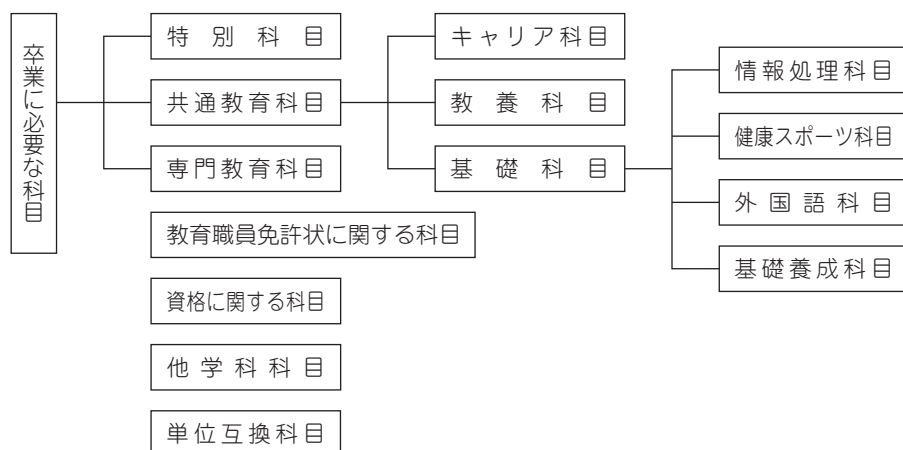 卒業に必要な科目
特別科目
共通教育科目
専門教育科目
教育職員免許状に関する科目
資格に関する科目
他学科科目
単位互換科目
キャリア科目
教養科目
基礎科目
情報処理科目
健康スポーツ科目
外国語科目
基礎養成科目